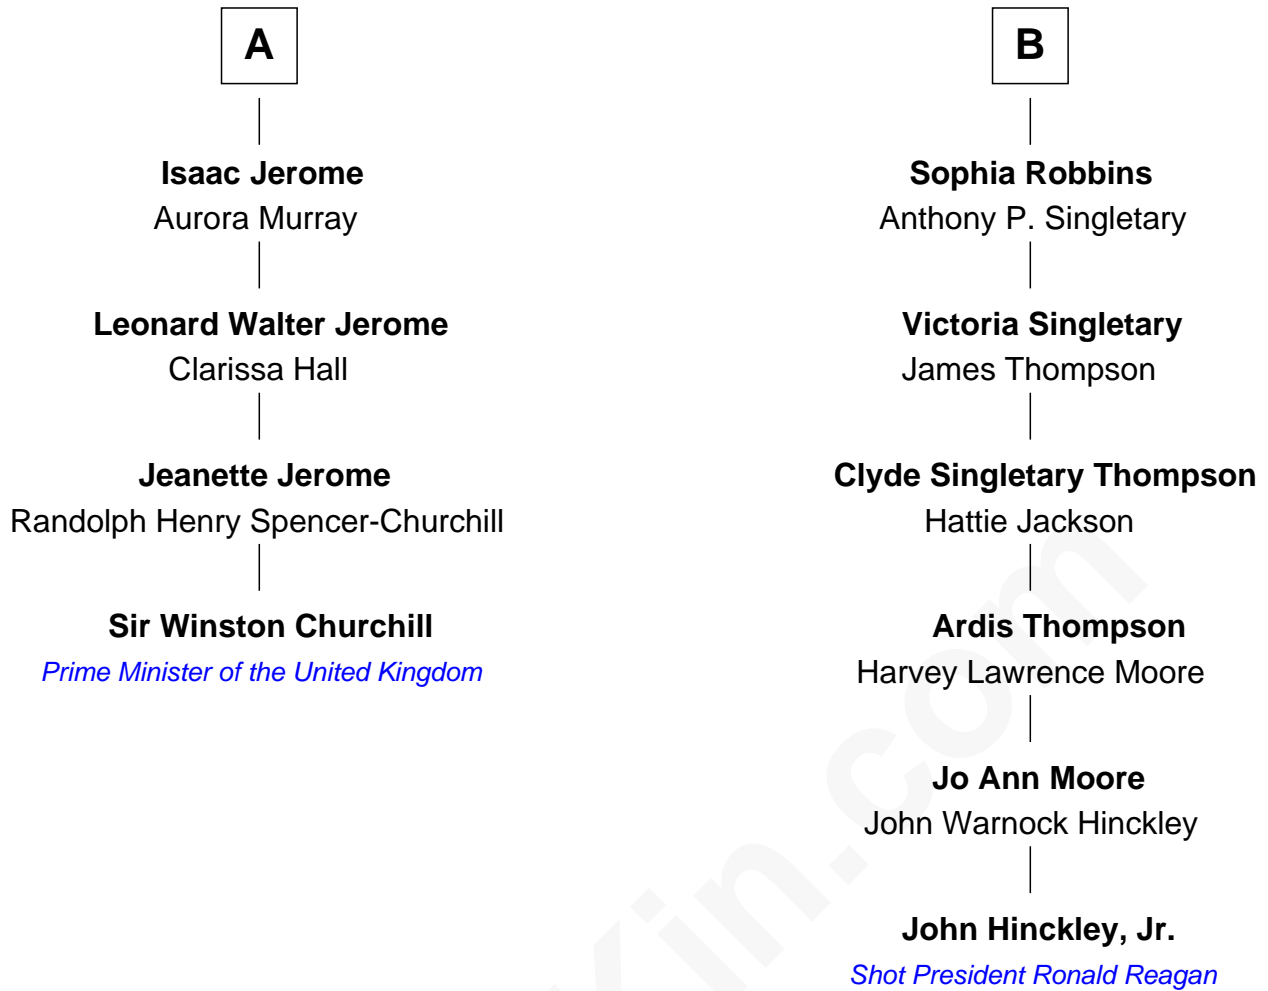 A
Isaac Jerome
Aurora Murray
Leonard Walter Jerome
Clarissa Hall
Jeanette Jerome
Randolph Henry Spencer-Churchill
Sir Winston Churchill
Prime Minister of the United Kingdom
B
Sophia Robbins
Anthony P. Singletary
Victoria Singletary
James Thompson
Clyde Singletary Thompson
Hattie Jackson
Ardis Thompson
Harvey Lawrence Moore
Jo Ann Moore
John Warnock Hinckley
John Hinckley, Jr.
Shot President Ronald Reagan
Kin.com